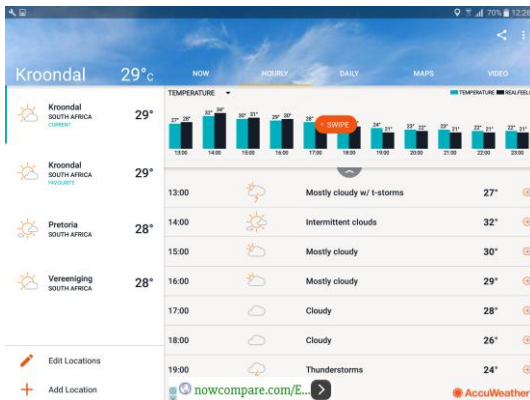 70% 12:26
Kroondal 29°c
NOW HOURLY DAILY MAPS VIDEO
TEMPERATURE
TEMPERATURE REALFEEL
27° 28° 32° 34° 30° 31° 29° 30° 28° 24° 21° 23° 22° 23° 21° 22° 21° 22° 21°
SWIPE
13:00 14:00 15:00 16:00 17:00 18:00 19:00 20:00 21:00 22:00 23:00
Kroondal
SOUTH AFRICA
CURRENT
29°
Kroondal
SOUTH AFRICA
FAVOURITE
29°
Pretoria
SOUTH AFRICA
28°
Vereeniging
SOUTH AFRICA
28°
Edit Locations
Add Location
13:00 Mostly cloudy w/ t-storms 27°
14:00 Intermittent clouds 32°
15:00 Mostly cloudy 30°
16:00 Mostly cloudy 29°
17:00 Cloudy 28°
18:00 Cloudy 26°
19:00 Thunderstorms 24°
nowcompare.com/E...
AccuWeather